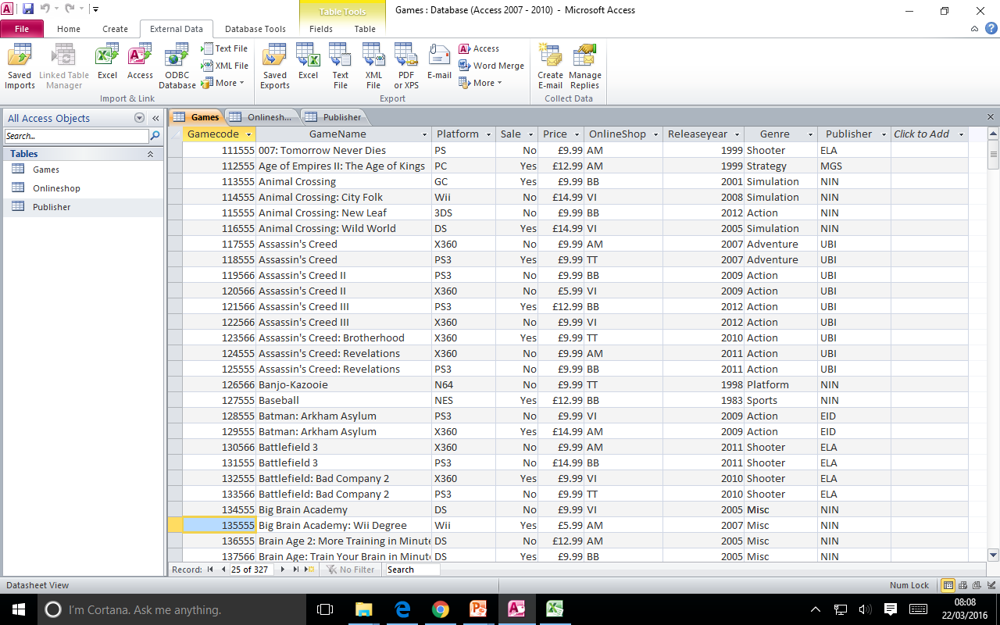 Table Tools
Games : Database (Access 2007 - 2010) - Microsoft Access
File Home Create External Data Database Tools Fields Table
Saved Imports
Linked Table Manager
Excel
Access
ODBC Database
Text File
XML File
More
Import & Link
Saved Exports
Excel
Text File
XML File
PDF or XPS
E-mail
Access
Word Merge
More
Export
Create E-mail
Manage Replies
Collect Data
All Access Objects
Search...
Tables
Games
Onlineshop
Publisher
Games Onlinesh... Publisher
Gamecode GameName Platform Sale Price OnlineShop Releaseyear Genre Publisher Click to Add
111555 007: Tomorrow Never Dies PS No £9.99 AM 1999 Shooter ELA
112555 Age of Empires II: The Age of Kings PC Yes £12.99 AM 1999 Strategy MGS
113555 Animal Crossing GC Yes £9.99 BB 2001 Simulation NIN
114555 Animal Crossing: City Folk Wii No £14.99 VI 2008 Simulation NIN
115555 Animal Crossing: New Leaf 3DS No £9.99 BB 2012 Action NIN
116555 Animal Crossing: Wild World DS Yes £14.99 VI 2005 Simulation NIN
117555 Assassin's Creed X360 No £9.99 AM 2007 Adventure UBI
118555 Assassin's Creed PS3 Yes £9.99 TT 2007 Adventure UBI
119566 Assassin's Creed II PS3 No £9.99 BB 2009 Action UBI
120566 Assassin's Creed II X360 No £5.99 VI 2009 Action UBI
121566 Assassin's Creed III PS3 Yes £12.99 BB 2012 Action UBI
122566 Assassin's Creed III X360 No £9.99 VI 2012 Action UBI
123566 Assassin's Creed: Brotherhood X360 Yes £9.99 TT 2010 Action UBI
124555 Assassin's Creed: Revelations X360 No £9.99 AM 2011 Action UBI
125555 Assassin's Creed: Revelations PS3 No £9.99 BB 2011 Action UBI
126566 Banjo-Kazooie N64 No £9.99 TT 1998 Platform NIN
127555 Baseball NES Yes £12.99 BB 1983 Sports NIN
128555 Batman: Arkham Asylum PS3 No £9.99 VI 2009 Action EID
129555 Batman: Arkham Asylum X360 Yes £14.99 AM 2009 Action EID
130566 Battlefield 3 X360 No £9.99 AM 2011 Shooter ELA
131555 Battlefield 3 PS3 No £14.99 BB 2011 Shooter ELA
132555 Battlefield: Bad Company 2 X360 Yes £9.99 VI 2010 Shooter ELA
133566 Battlefield: Bad Company 2 PS3 No £9.99 TT 2010 Shooter ELA
134555 Big Brain Academy DS No £9.99 VI 2005 Misc NIN
135555 Big Brain Academy: Wii Degree Wii Yes £5.99 AM 2007 Misc NIN
136555 Brain Age 2: More Training in Minute DS No £12.99 AM 2005 Misc NIN
137566 Brain Age: Train Your Brain in Minute DS Yes £9.99 BB 2005 Misc NIN
Record: 25 of 327 No Filter Search
Datasheet View Num Lock
I'm Cortana. Ask me anything.
08:08
22/03/2016